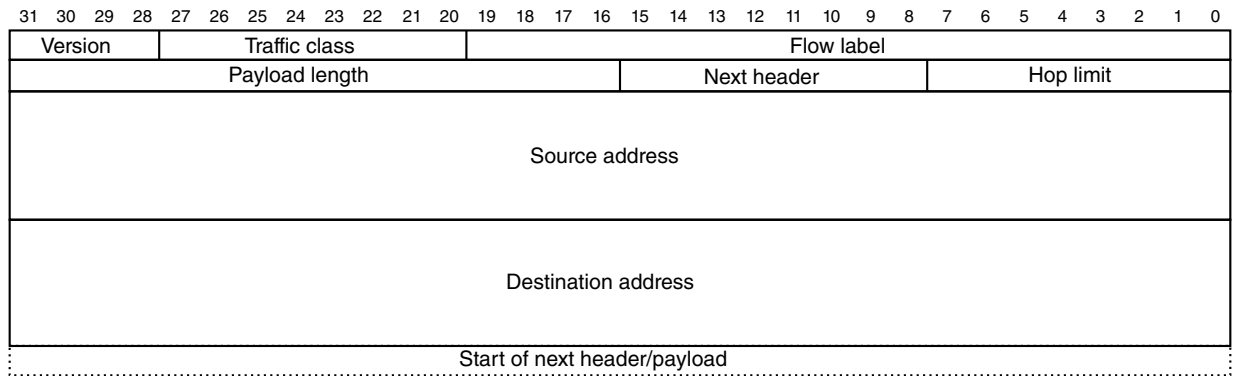 31 30 29 28 27 26 25 24 23 22 21 20 19 18 17 16 15 14 13 12 11 10 9 8 7 6 5 4 3 2 1 0
Version Traffic class Flow label
Payload length Next header Hop limit
Source address
Destination address
Start of next header/payload